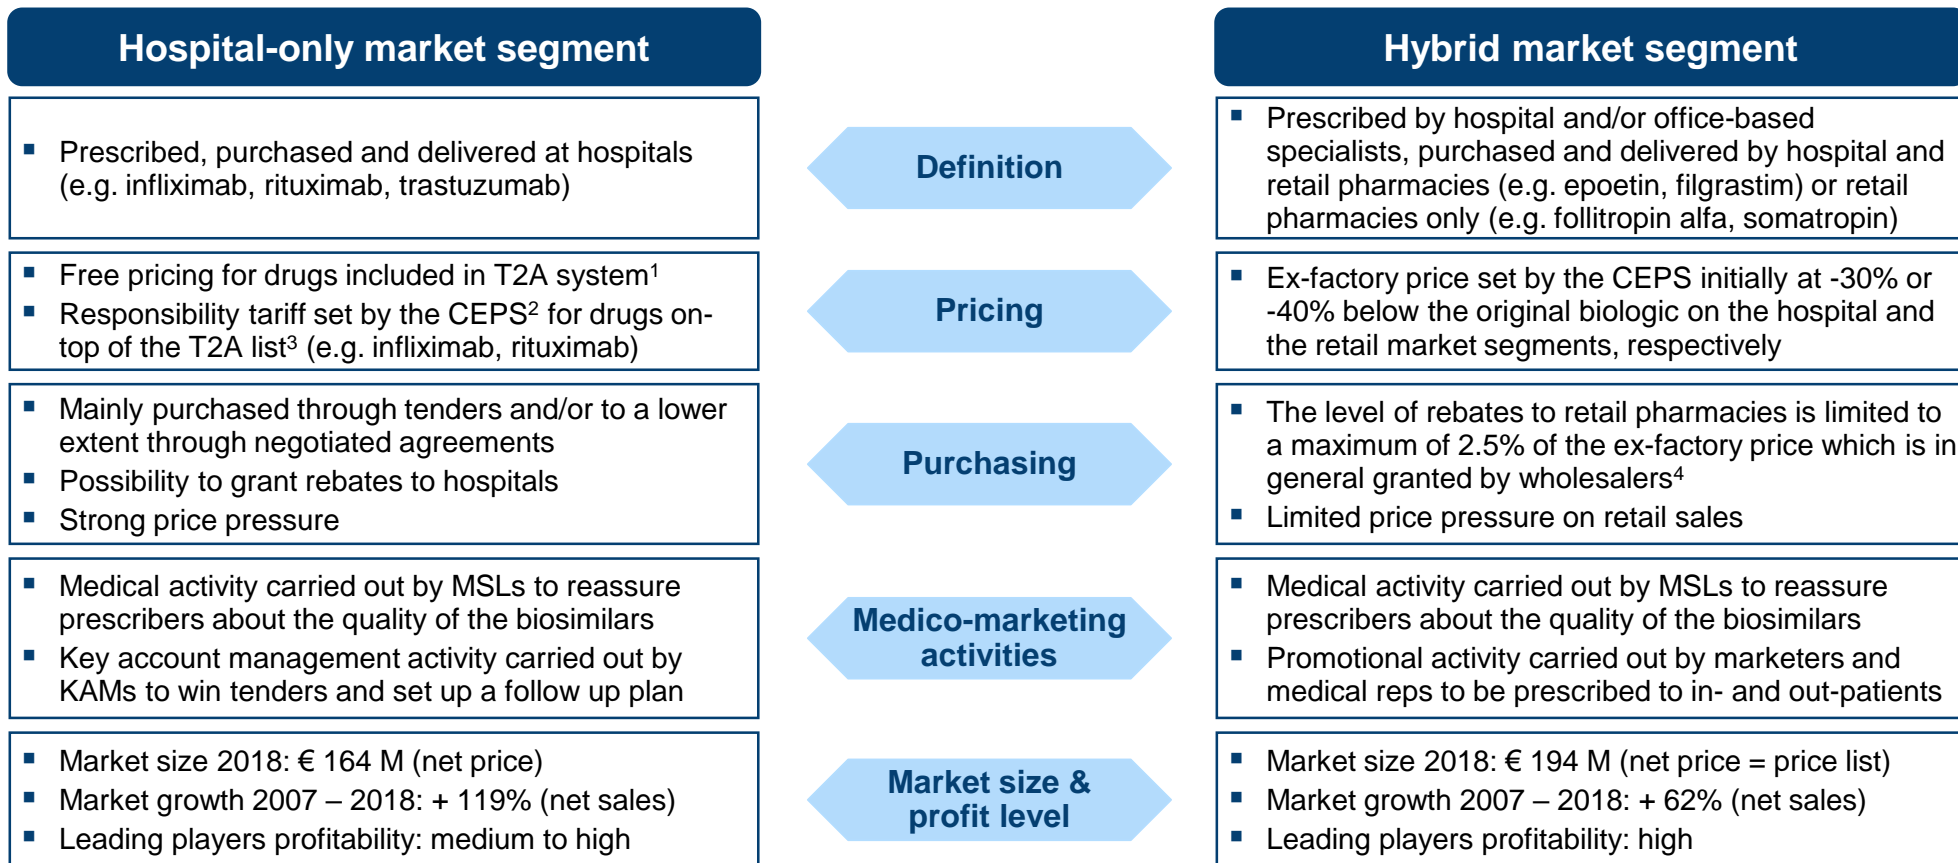 Hospital-only market segment
Hybrid market segment
▪ Prescribed, purchased and delivered at hospitals
(e.g. infliximab, rituximab, trastuzumab)
Definition
▪ Prescribed by hospital and/or office-based
specialists, purchased and delivered by hospital and
retail pharmacies (e.g. epoetin, filgrastim) or retail
pharmacies only (e.g. follitropin alfa, somatropin)
▪ Free pricing for drugs included in T2A system¹
▪ Responsibility tariff set by the CEPS² for drugs on-
top of the T2A list³ (e.g. infliximab, rituximab)
Pricing
▪ Ex-factory price set by the CEPS initially at -30% or
-40% below the original biologic on the hospital and
the retail market segments, respectively
▪ Mainly purchased through tenders and/or to a lower
extent through negotiated agreements
▪ Possibility to grant rebates to hospitals
▪ Strong price pressure
Purchasing
▪ The level of rebates to retail pharmacies is limited to
a maximum of 2.5% of the ex-factory price which is in
general granted by wholesalers⁴
▪ Limited price pressure on retail sales
▪ Medical activity carried out by MSLs to reassure
prescribers about the quality of the biosimilars
▪ Key account management activity carried out by
KAMs to win tenders and set up a follow up plan
Medico-marketing
activities
▪ Medical activity carried out by MSLs to reassure
prescribers about the quality of the biosimilars
▪ Promotional activity carried out by marketers and
medical reps to be prescribed to in- and out-patients
▪ Market size 2018: € 164 M (net price)
▪ Market growth 2007 – 2018: + 119% (net sales)
▪ Leading players profitability: medium to high
Market size &
profit level
▪ Market size 2018: € 194 M (net price = price list)
▪ Market growth 2007 – 2018: + 62% (net sales)
▪ Leading players profitability: high